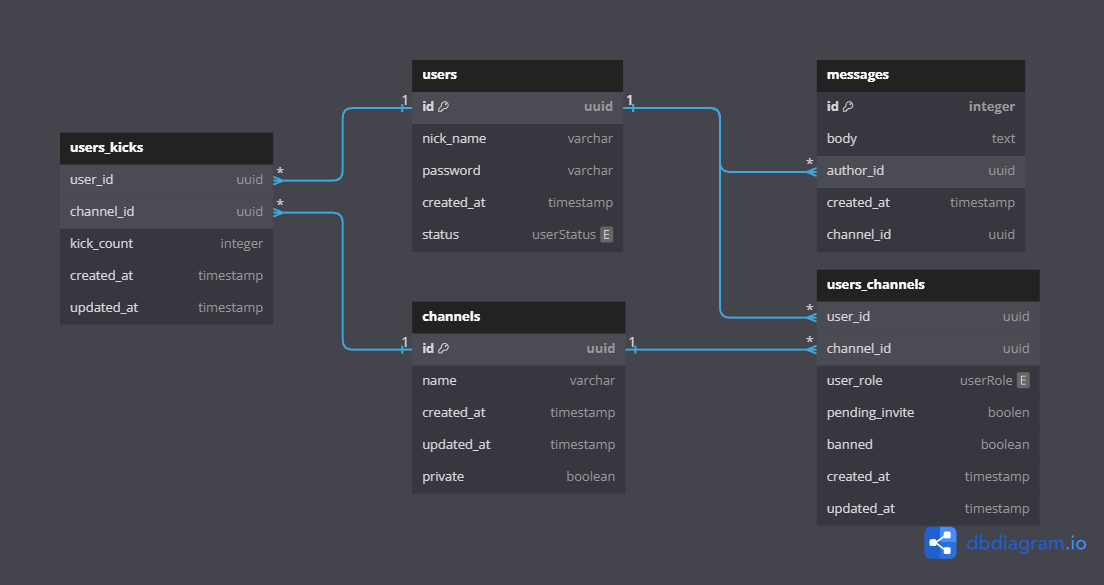 users
id uuid
nick_name varchar
password varchar
created_at timestamp
status userStatus E
messages
id integer
body text
author_id uuid
created_at timestamp
channel_id uuid
users_kicks
user_id uuid
channel_id uuid
kick_count integer
created_at timestamp
updated_at timestamp
channels
id uuid
name varchar
created_at timestamp
updated_at timestamp
private boolean
users_channels
user_id uuid
channel_id uuid
user_role userRole E
pending_invite boolen
banned boolean
created_at timestamp
updated_at timestamp
1
1
*
*
*
1
1
*
*
dbdiagram.io